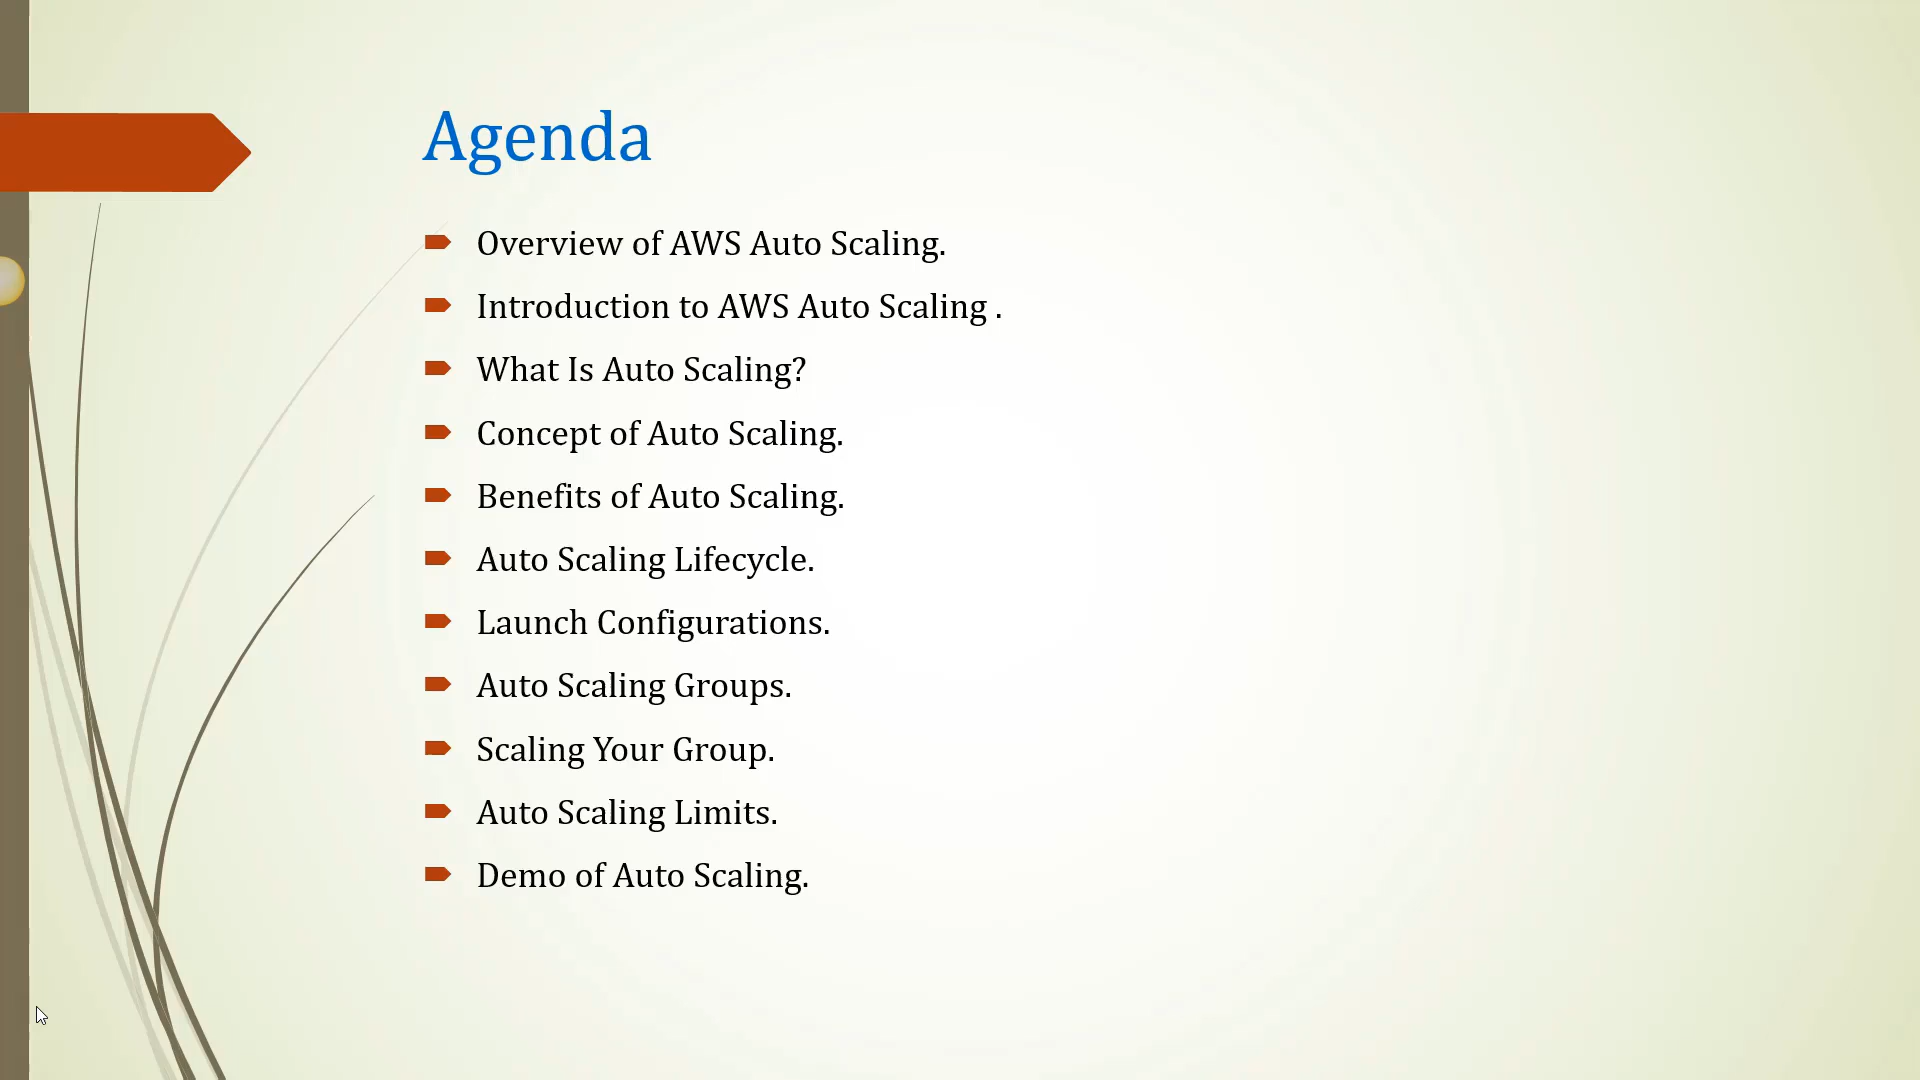 Agenda
Overview of AWS Auto Scaling.
Introduction to AWS Auto Scaling .
What Is Auto Scaling?
Concept of Auto Scaling.
Benefits of Auto Scaling.
Auto Scaling Lifecycle.
Launch Configurations.
Auto Scaling Groups.
Scaling Your Group.
Auto Scaling Limits.
Demo of Auto Scaling.